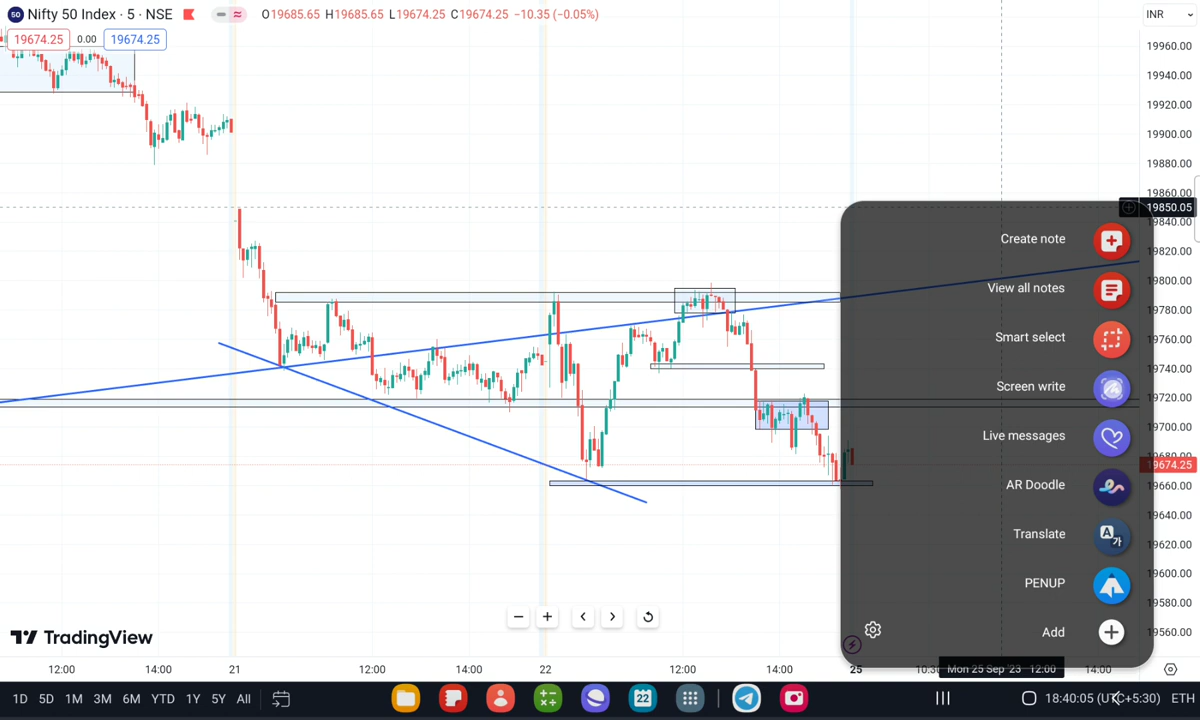 50 Nifty 50 Index · 5 · NSE O19685.65 H19685.65 L19674.25 C19674.25 −10.35 (−0.05%) INR
19674.25 0.00 19674.25
19960.00
19940.00
19920.00
19900.00
19880.00
19860.00
19850.05
19840.00
Create note
19820.00
View all notes
19800.00
19780.00
Smart select
19760.00
19740.00
Screen write
19720.00
19700.00
Live messages
19680.00
19674.25
19660.00
AR Doodle
19640.00
Translate
19620.00
19600.00
PENUP
19580.00
Add
19560.00
TradingView
12:00 14:00 21 12:00 14:00 22 12:00 14:00 25 Mon 25 Sep '23 12:00 14:00
1D 5D 1M 3M 6M YTD 1Y 5Y All 22 18:40:05 (UTC+5:30) ETH